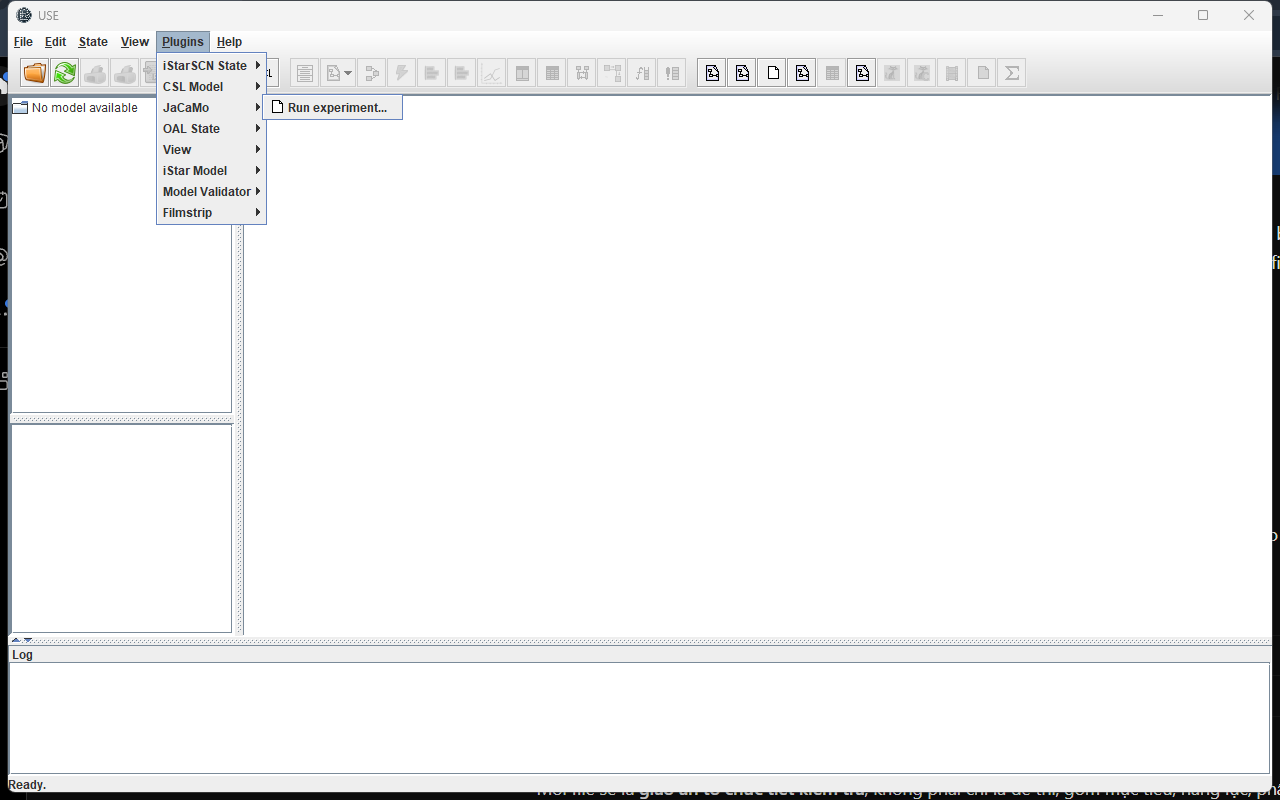 USE
File Edit State View Plugins Help
iStarSCN State
CSL Model
No model available
JaCaMo
Run experiment...
OAL State
View
iStar Model
Model Validator
Filmstrip
Log
Ready.